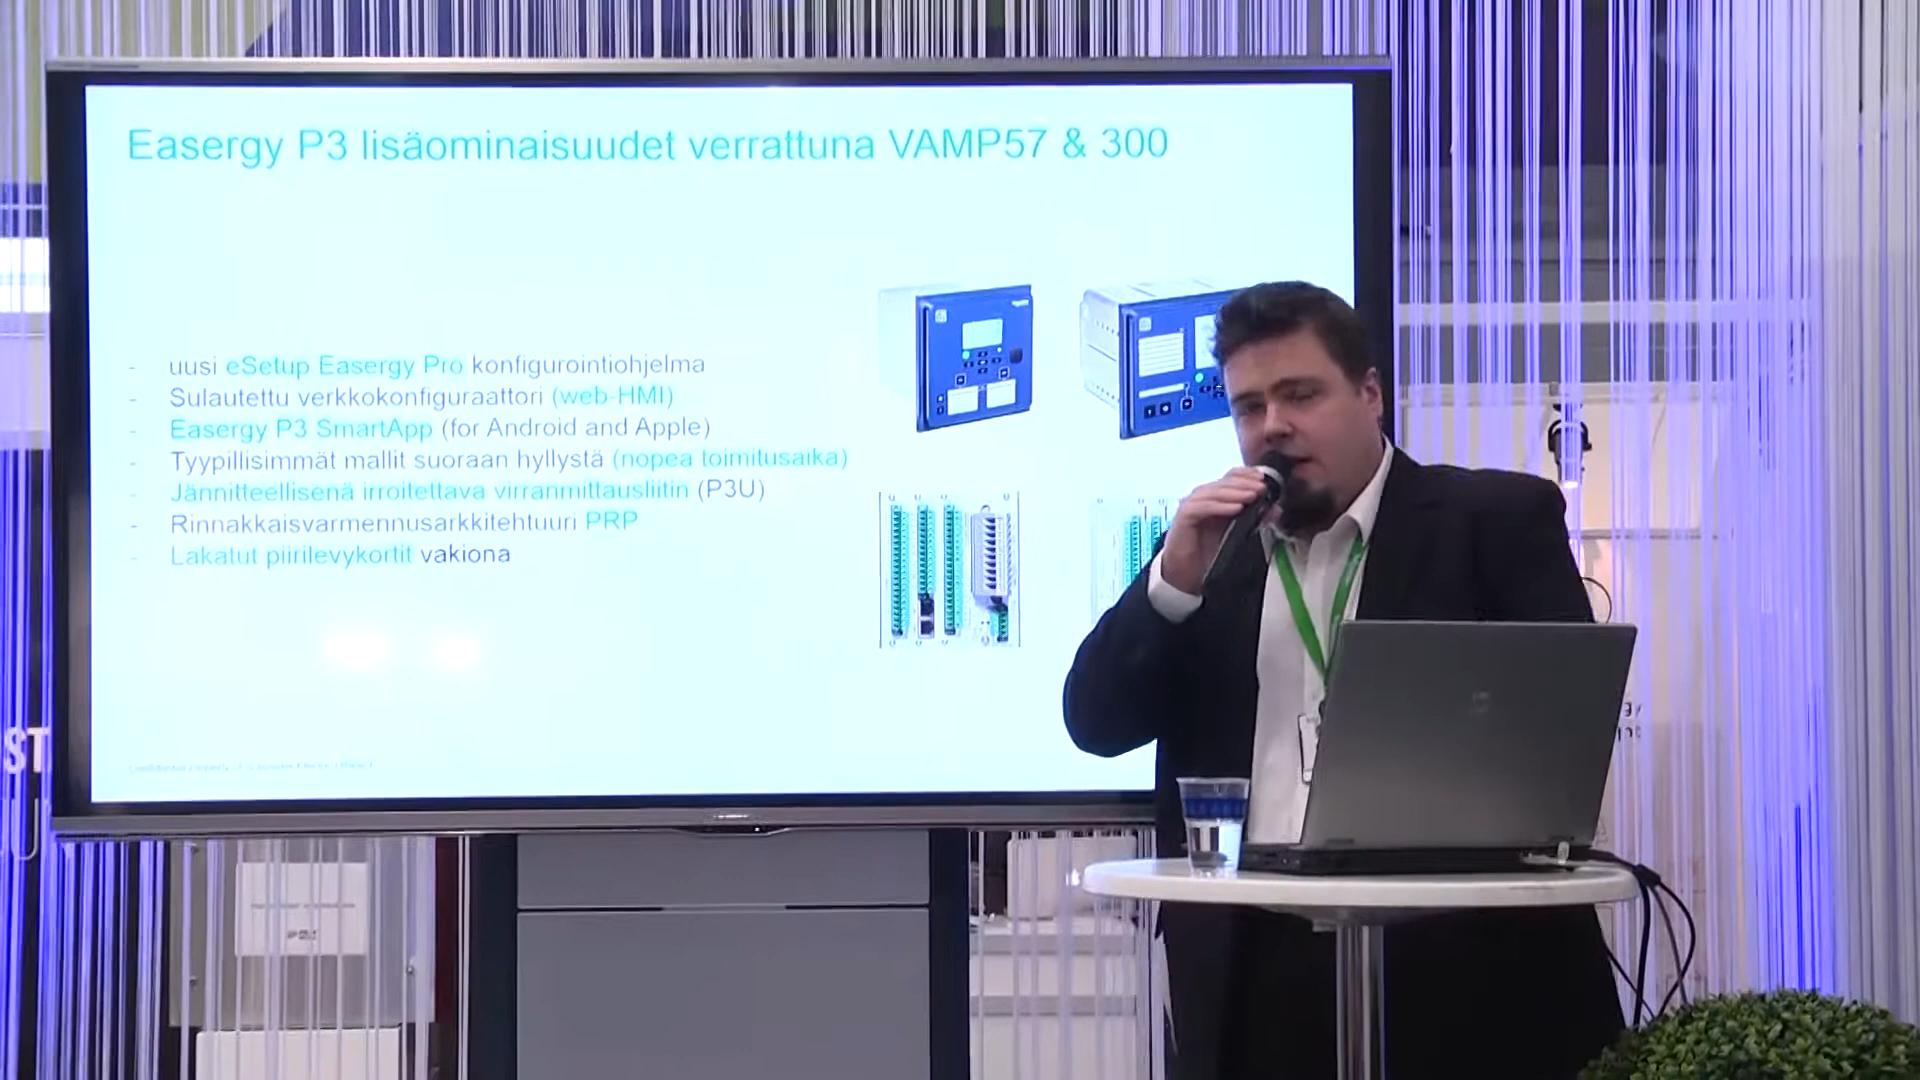 Easergy P3 lisäominaisuudet verrattuna VAMP57 & 300
- uusi eSetup Easergy Pro konfigurointiohjelma
- Sulautettu verkkokonfiguraattori (web-HMI)
- Easergy P3 SmartApp (for Android and Apple)
- Tyypillisimmät mallit suoraan hyllystä (nopea toimitusaika)
- Jännitteellisenä irroitettava virranmittausliitin (P3U)
- Rinnakkaisvarmennusarkkitehtuuri PRP
- Lakatut piirilevykortit vakiona
ST